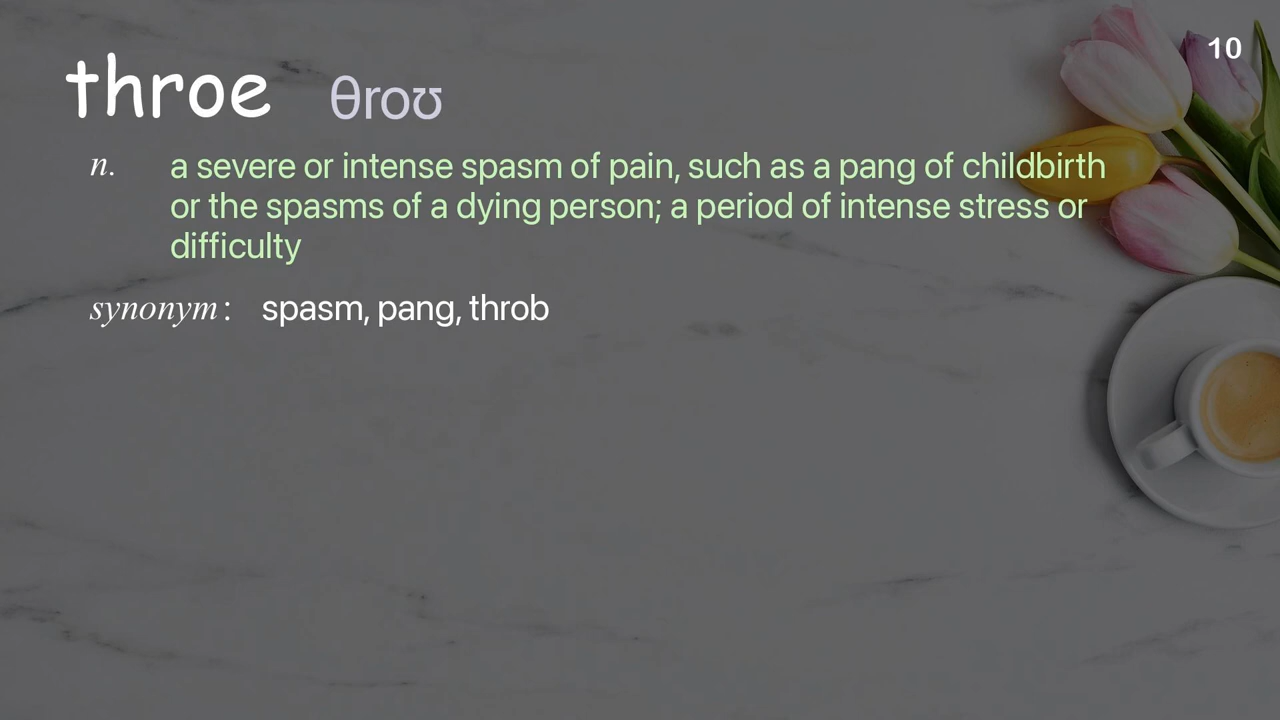 10
throe θroʊ
n. a severe or intense spasm of pain, such as a pang of childbirth
or the spasms of a dying person; a period of intense stress or
difficulty
synonym : spasm, pang, throb